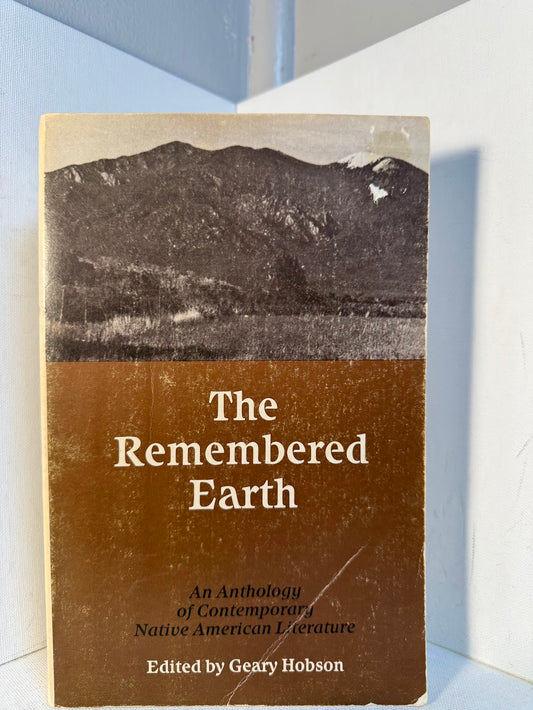 The
Remembered
Earth
An Anthology
of Contemporary
Native American Literature
Edited by Geary Hobson